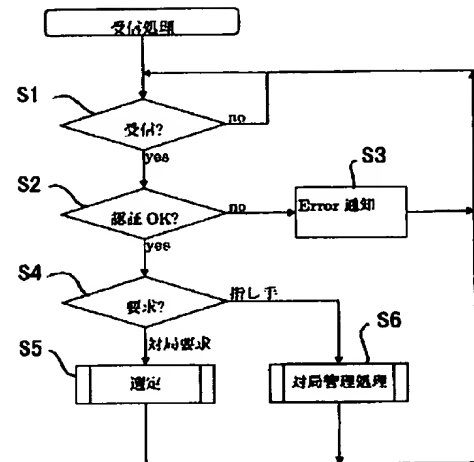 受信処理
S1
受信?
no
yes
S2
S3
認証 OK?
no
Error 通知
yes
S4
要求?
指し手
S5
対局要求
S6
選定
対局管理処理